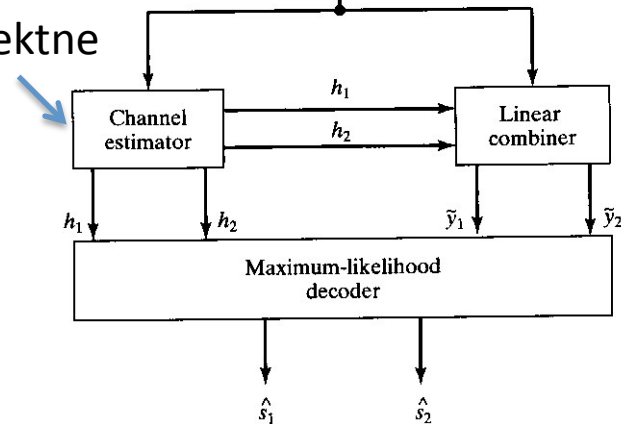 ektne
h₁
Channel
estimator
Linear
combiner
h₂
h₁
h₂
ỹ₁
ỹ₂
Maximum-likelihood
decoder
ŝ₁
ŝ₂